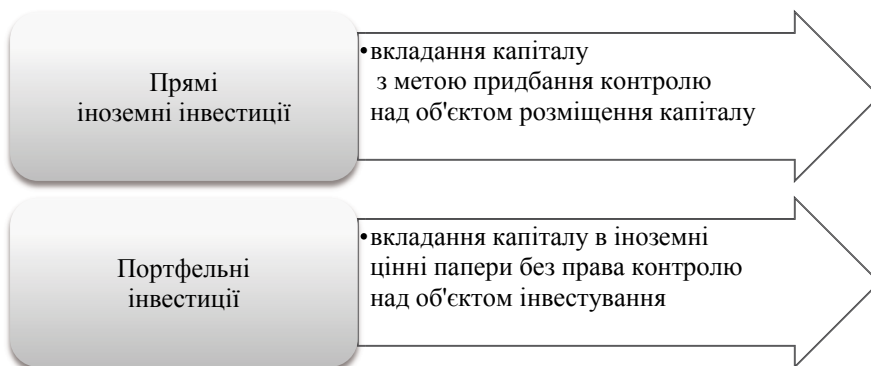 Прямі
іноземні інвестиції
•вкладання капіталу
з метою придбання контролю
над об'єктом розміщення капіталу
Портфельні
інвестиції
•вкладання капіталу в іноземні
цінні папери без права контролю
над об'єктом інвестування